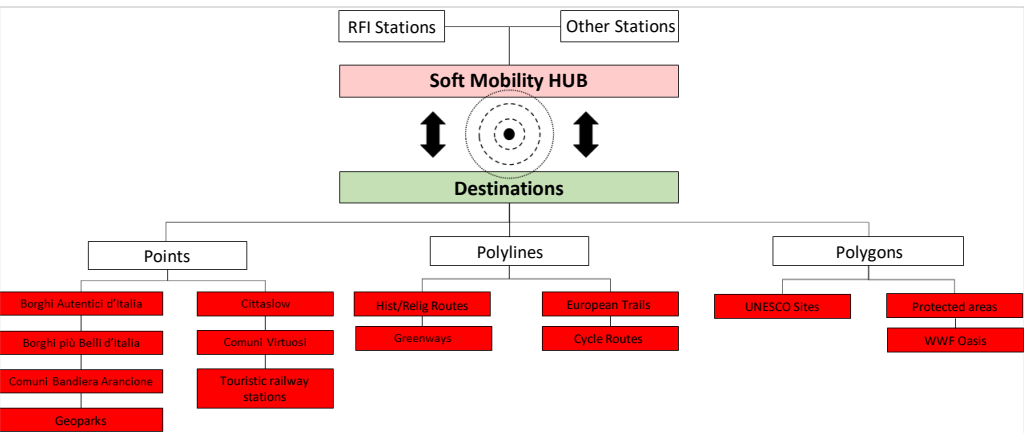 RFI Stations
Other Stations
Soft Mobility HUB
Destinations
Points
Polylines
Polygons
Borghi Autentici d’Italia
Cittaslow
Hist/Relig Routes
European Trails
UNESCO Sites
Protected areas
Borghi più Belli d’Italia
Comuni Virtuosi
Greenways
Cycle Routes
WWF Oasis
Comuni Bandiera Arancione
Touristic railway
stations
Geoparks